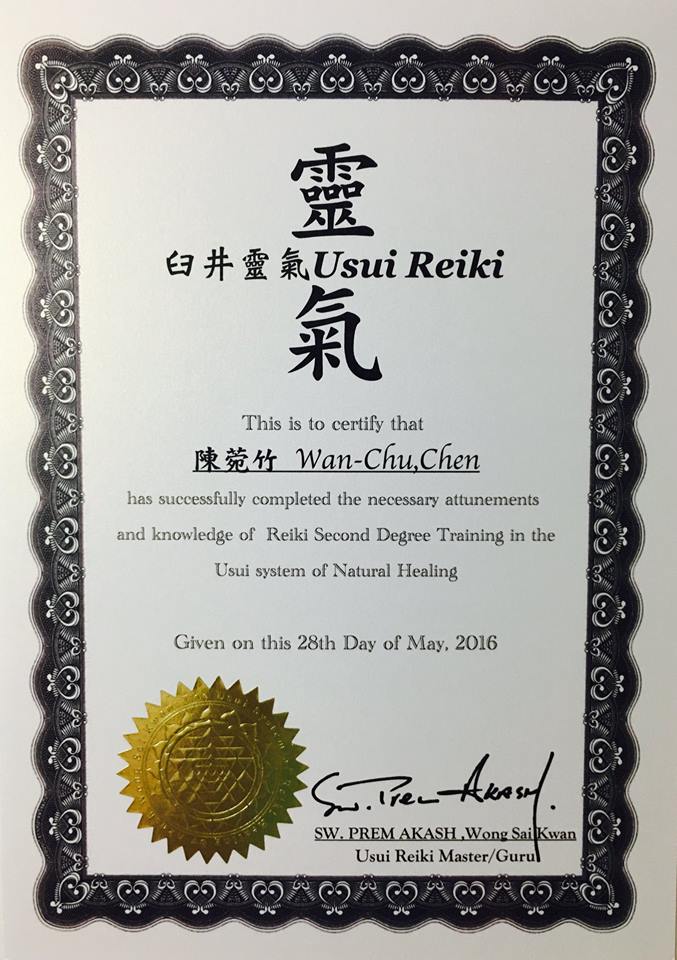 靈
臼井靈氣Usui Reiki
氣
This is to certify that
陳菀竹 Wan-Chu,Chen
has successfully completed the necessary attunements
and knowledge of Reiki Second Degree Training in the
Usui system of Natural Healing
Given on this 28th Day of May, 2016
Sw. Prem AKASH.
SW. PREM AKASH ,Wong Sai Kwan
Usui Reiki Master/Guru